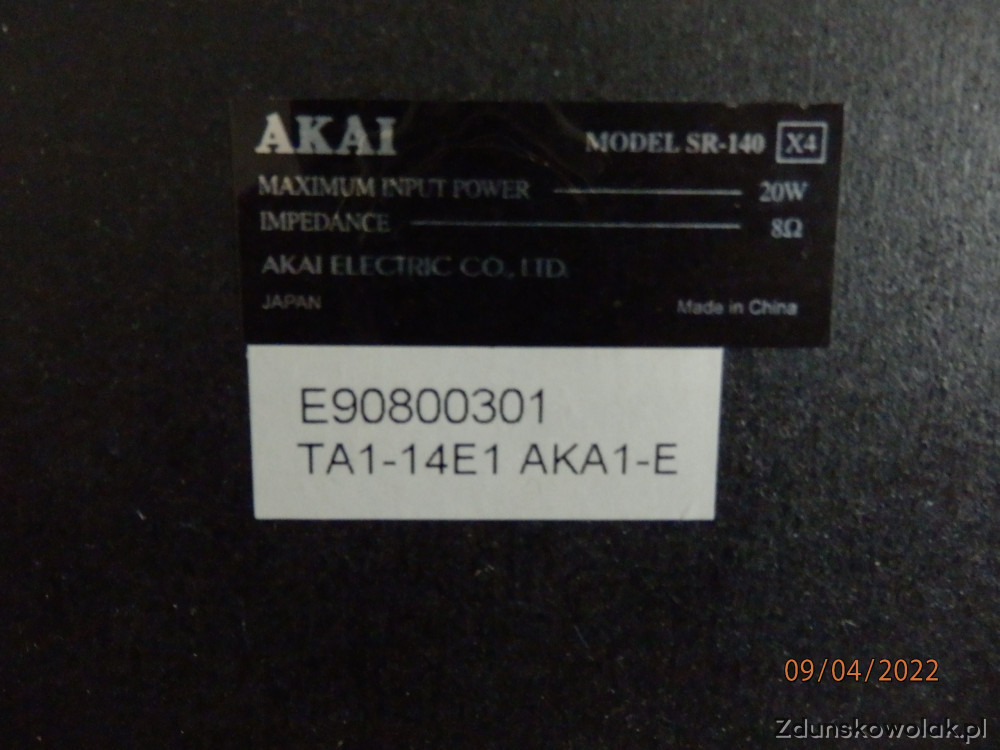 AKAI MODEL SR-140 X4
MAXIMUM INPUT POWER 20W
IMPEDANCE 8Ω
AKAI ELECTRIC CO., LTD.
JAPAN Made in China
E90800301
TA1-14E1 AKA1-E
09/04/2022
Zdunskowolak.pl